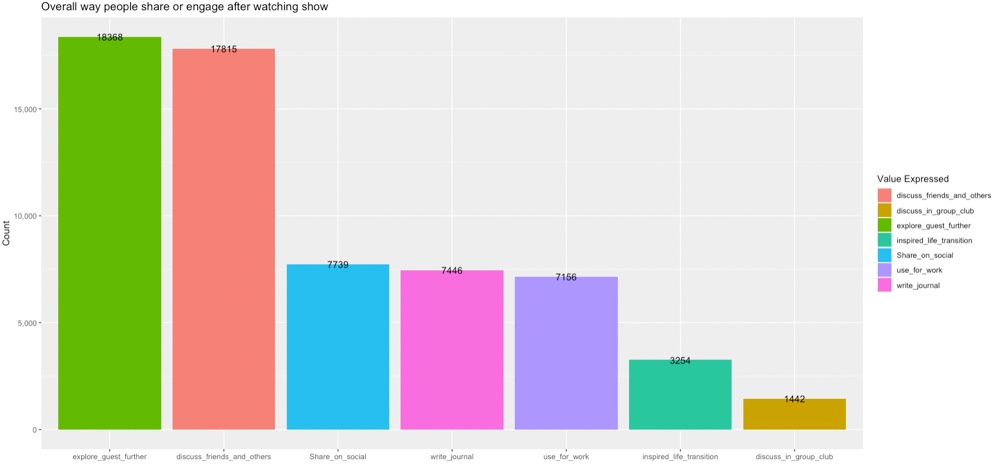 Overall way people share or engage after watching show
18368
17815
7739
7446
7156
3254
1442
15,000
10,000
5,000
0
Count
explore_guest_further
discuss_friends_and_others
Share_on_social
write_journal
use_for_work
inspired_life_transition
discuss_in_group_club
Value Expressed
discuss_friends_and_others
discuss_in_group_club
explore_guest_further
inspired_life_transition
Share_on_social
use_for_work
write_journal